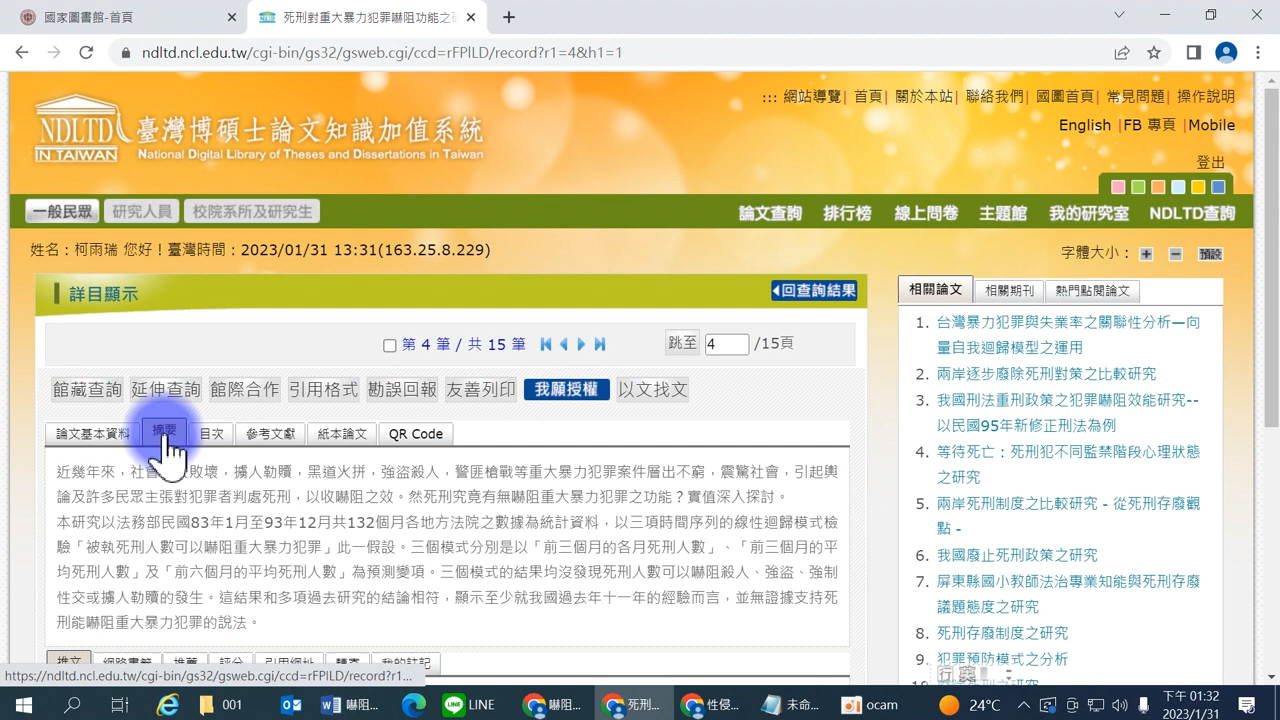 國家圖書館-首頁
死刑對重大暴力犯罪嚇阻功能之研
ndltd.ncl.edu.tw/cgi-bin/gs32/gsweb.cgi/ccd=rFPlLD/record?r1=4&h1=1
::: 網站導覽| 首頁| 關於本站| 聯絡我們| 國圖首頁| 常見問題| 操作說明
English |FB 專頁 |Mobile
NDLTD IN TAIWAN
臺灣博碩士論文知識加值系統
National Digital Library of Theses and Dissertations in Taiwan
登出
一般民眾 研究人員 校院系所及研究生
論文查詢 排行榜 線上問卷 主題館 我的研究室 NDLTD查詢
姓名：柯雨瑞 您好！臺灣時間：2023/01/31 13:31(163.25.8.229)
字體大小： + − 預設
詳目顯示
回查詢結果
第 4 筆 / 共 15 筆
跳至 4 /15頁
館藏查詢 延伸查詢 館際合作 引用格式 勘誤回報 友善列印 我願授權 以文找文
論文基本資料 摘要 目次 參考文獻 紙本論文 QR Code
近幾年來，社會 敗壞，擄人勒贖，黑道火拼，強盜殺人，警匪槍戰等重大暴力犯罪案件層出不窮，震驚社會，引起輿
論及許多民眾主張對犯罪者判處死刑，以收嚇阻之效。然死刑究竟有無嚇阻重大暴力犯罪之功能？實值深入探討。
本研究以法務部民國83年1月至93年12月共132個月各地方法院之數據為統計資料，以三項時間序列的線性迴歸模式檢
驗「被執死刑人數可以嚇阻重大暴力犯罪」此一假設。三個模式分別是以「前三個月的各月死刑人數」、「前三個月的平
均死刑人數」及「前六個月的平均死刑人數」為預測變項。三個模式的結果均沒發現死刑人數可以嚇阻殺人、強盜、強制
性交或擄人勒贖的發生。這結果和多項過去研究的結論相符，顯示至少就我國過去年十一年的經驗而言，並無證據支持死
刑能嚇阻重大暴力犯罪的說法。
推文 網路書籤 推薦 評分 引用網址 轉寄 我的註記
相關論文 相關期刊 熱門點閱論文
1. 台灣暴力犯罪與失業率之關聯性分析—向
量自我迴歸模型之運用
2. 兩岸逐步廢除死刑對策之比較研究
3. 我國刑法重刑政策之犯罪嚇阻效能研究--
以民國95年新修正刑法為例
4. 等待死亡：死刑犯不同監禁階段心理狀態
之研究
5. 兩岸死刑制度之比較研究 - 從死刑存廢觀
點 -
6. 我國廢止死刑政策之研究
7. 屏東縣國小教師法治專業知能與死刑存廢
議題態度之研究
8. 死刑存廢制度之研究
9. 犯罪預防模式之分析
https://ndltd.ncl.edu.tw/cgi-bin/gs32/gsweb.cgi/ccd=rFPlLD/record?r1...
001
嚇阻...
LINE
嚇阻...
死刑...
性侵...
未命...
ocam
24°C
下午 01:32
2023/1/31